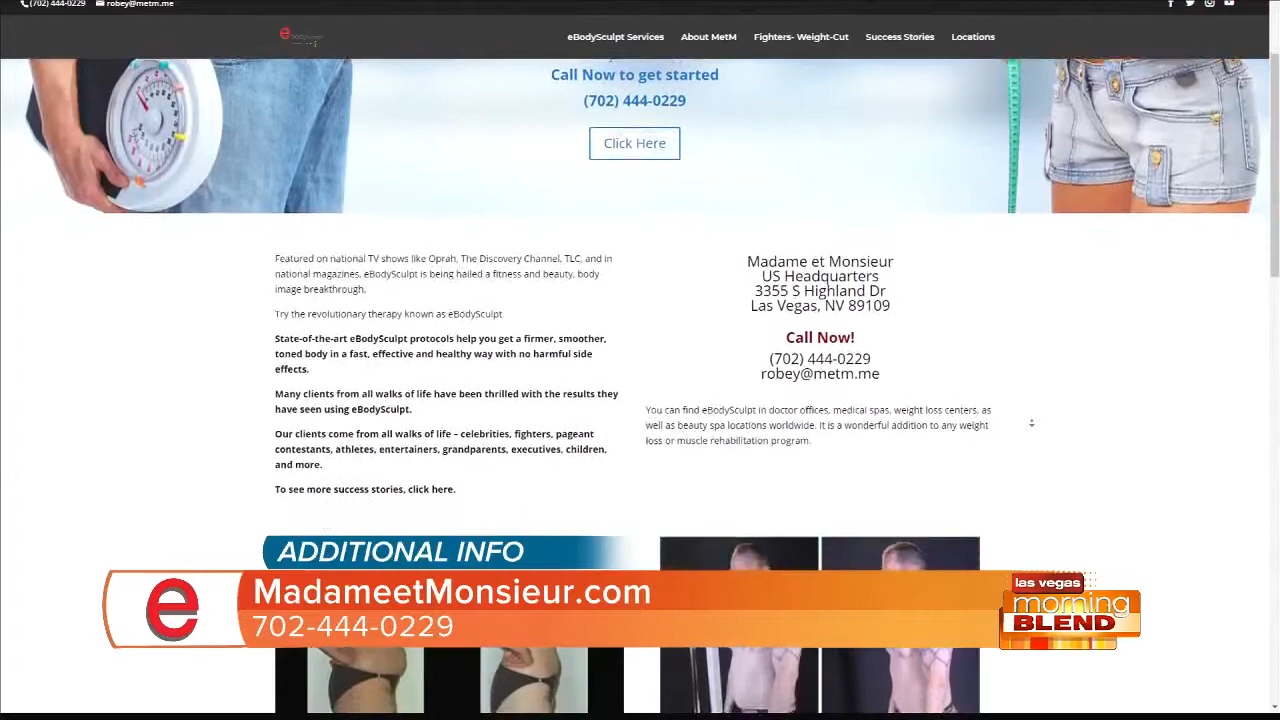 (702) 444-0229 robey@metm.me
e
eBodySculpt Services About MetM Fighters- Weight-Cut Success Stories Locations
Call Now to get started
(702) 444-0229
Click Here
Featured on national TV shows like Oprah, The Discovery Channel, TLC, and in
national magazines, eBodySculpt is being hailed a fitness and beauty, body
image breakthrough.
Try the revolutionary therapy known as eBodySculpt
State-of-the-art eBodySculpt protocols help you get a firmer, smoother,
toned body in a fast, effective and healthy way with no harmful side
effects.
Many clients from all walks of life have been thrilled with the results they
have seen using eBodySculpt.
Our clients come from all walks of life – celebrities, fighters, pageant
contestants, athletes, entertainers, grandparents, executives, children,
and more.
To see more success stories, click here.
Madame et Monsieur
US Headquarters
3355 S Highland Dr
Las Vegas, NV 89109
Call Now!
(702) 444-0229
robey@metm.me
You can find eBodySculpt in doctor offices, medical spas, weight loss centers, as
well as beauty spa locations worldwide. It is a wonderful addition to any weight
loss or muscle rehabilitation program.
ADDITIONAL INFO
e
MadameetMonsieur.com
702-444-0229
las vegas
morning
BLEND